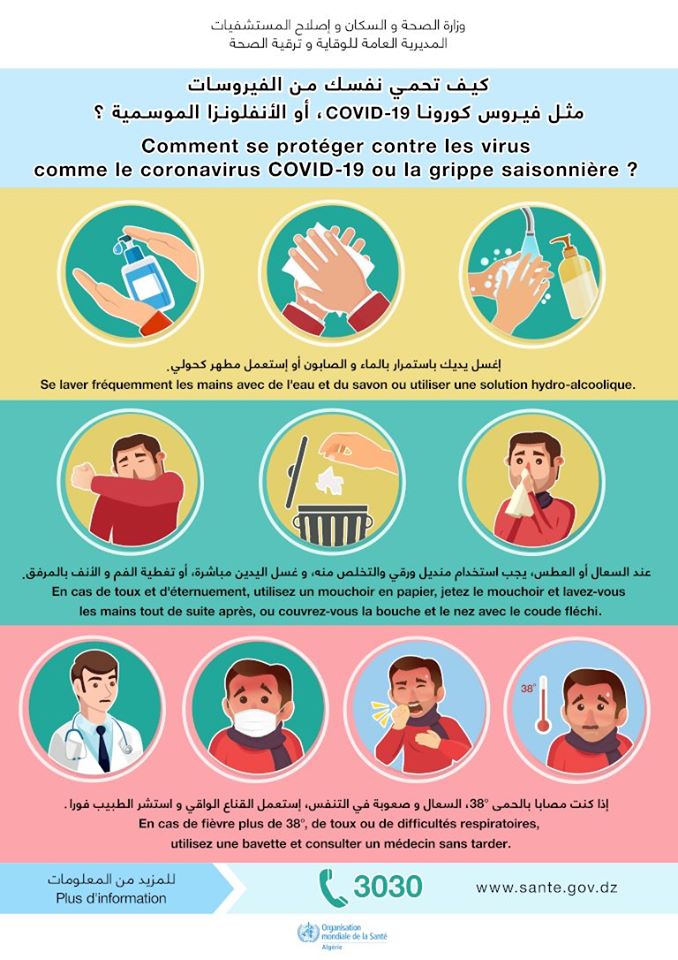 وزارة الصحة و السكان و إصلاح المستشفيات
المديرية العامة للوقاية و ترقية الصحة
كيف تحمي نفسك من الفيروسات
مثل فيروس كورونا COVID-19، أو الأنفلونزا الموسمية ؟
Comment se protéger contre les virus
comme le coronavirus COVID-19 ou la grippe saisonnière ?
إغسل يديك باستمرار بالماء و الصابون أو إستعمل مطهر كحولي.
Se laver fréquemment les mains avec de l'eau et du savon ou utiliser une solution hydro-alcoolique.
عند السعال أو العطس، يجب استخدام منديل ورقي والتخلص منه، و غسل اليدين مباشرة، أو تغطية الفم و الأنف بالمرفق.
En cas de toux et d'éternuement, utilisez un mouchoir en papier, jetez le mouchoir et lavez-vous
les mains tout de suite après, ou couvrez-vous la bouche et le nez avec le coude fléchi.
38°
إذا كنت مصابا بالحمى 38°، السعال و صعوبة في التنفس، إستعمل القناع الواقي و استشر الطبيب فورا .
En cas de fièvre plus de 38°, de toux ou de difficultés respiratoires,
utilisez une bavette et consulter un médecin sans tarder.
للمزيد من المعلومات
Plus d'information
3030
www.sante.gov.dz
Organisation
mondiale de la Santé
Algérie